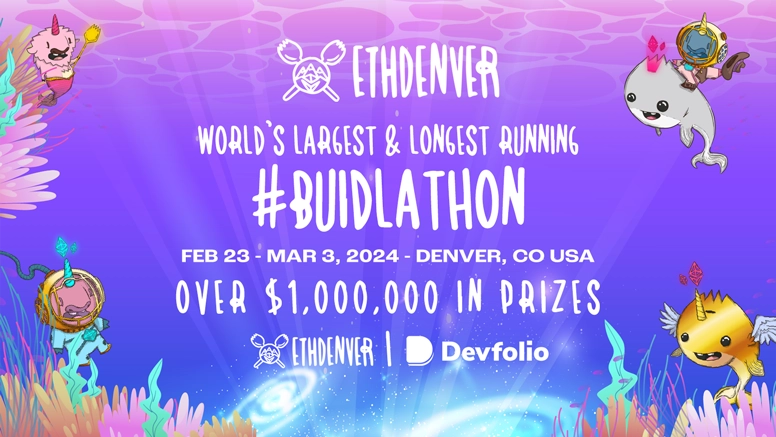 ETHDENVER
WORLD'S LARGEST & LONGEST RUNNING
#BUIDLATHON
FEB 23 - MAR 3, 2024 - DENVER, CO USA
OVER $1,000,000 IN PRIZES
ETHDENVER | Devfolio